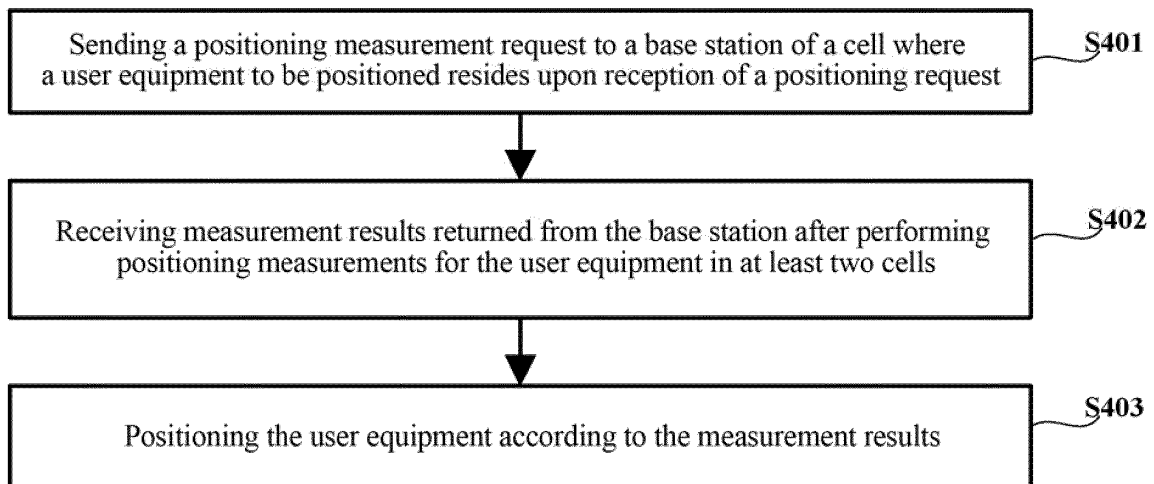 Sending a positioning measurement request to a base station of a cell where
a user equipment to be positioned resides upon reception of a positioning request
S401
Receiving measurement results returned from the base station after performing
positioning measurements for the user equipment in at least two cells
S402
Positioning the user equipment according to the measurement results
S403